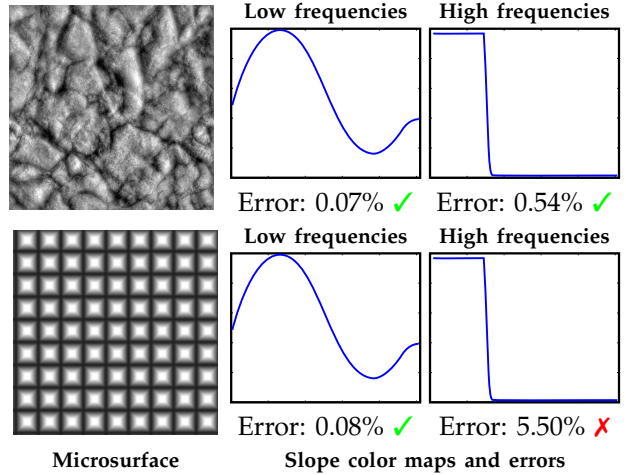 Low frequencies High frequencies
Error: 0.07% ✓ Error: 0.54% ✓
Low frequencies High frequencies
Error: 0.08% ✓ Error: 5.50% ✗
Microsurface Slope color maps and errors